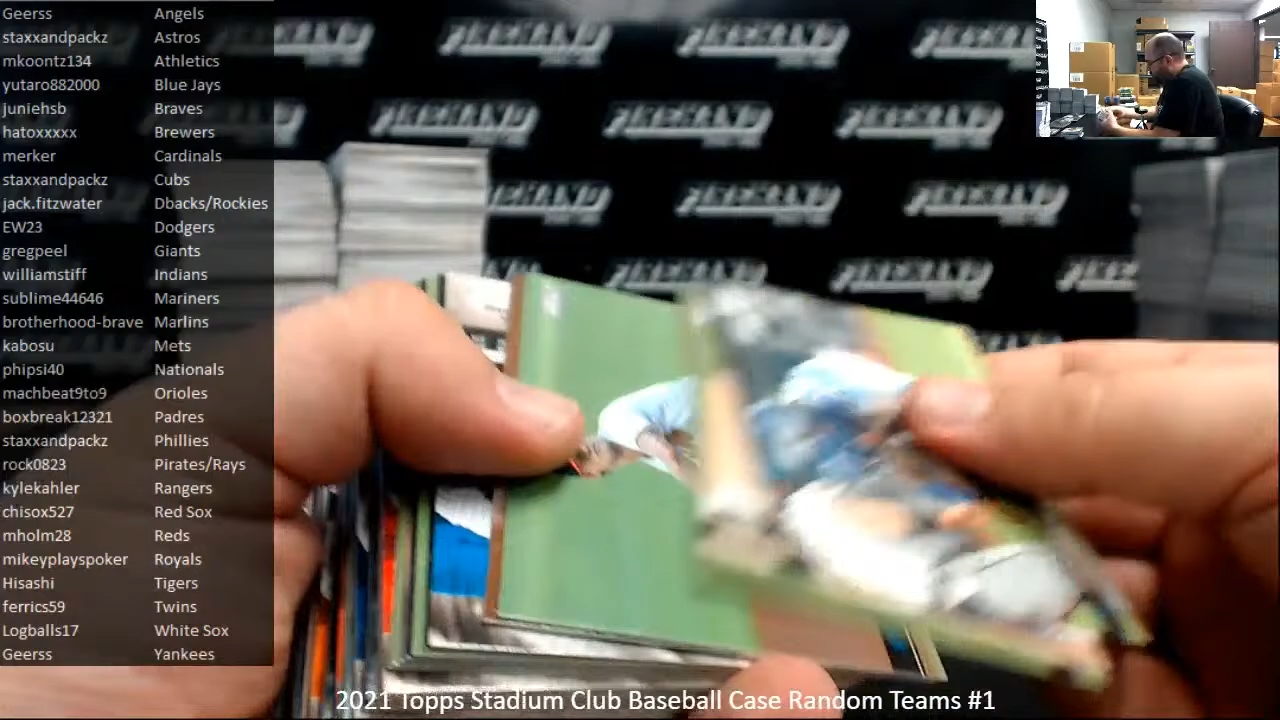 Geerss Angels
staxxandpackz Astros
mkoontz134 Athletics
yutaro882000 Blue Jays
juniehsb Braves
hatoxxxxx Brewers
merker Cardinals
staxxandpackz Cubs
jack.fitzwater Dbacks/Rockies
EW23 Dodgers
gregpeel Giants
williamstiff Indians
sublime44646 Mariners
brotherhood-brave Marlins
kabosu Mets
phipsi40 Nationals
machbeat9to9 Orioles
boxbreak12321 Padres
staxxandpackz Phillies
rock0823 Pirates/Rays
kylekahler Rangers
chisox527 Red Sox
mholm28 Reds
mikeyplayspoker Royals
Hisashi Tigers
ferrics59 Twins
Logballs17 White Sox
Geerss Yankees
2021 Topps Stadium Club Baseball Case Random Teams #1